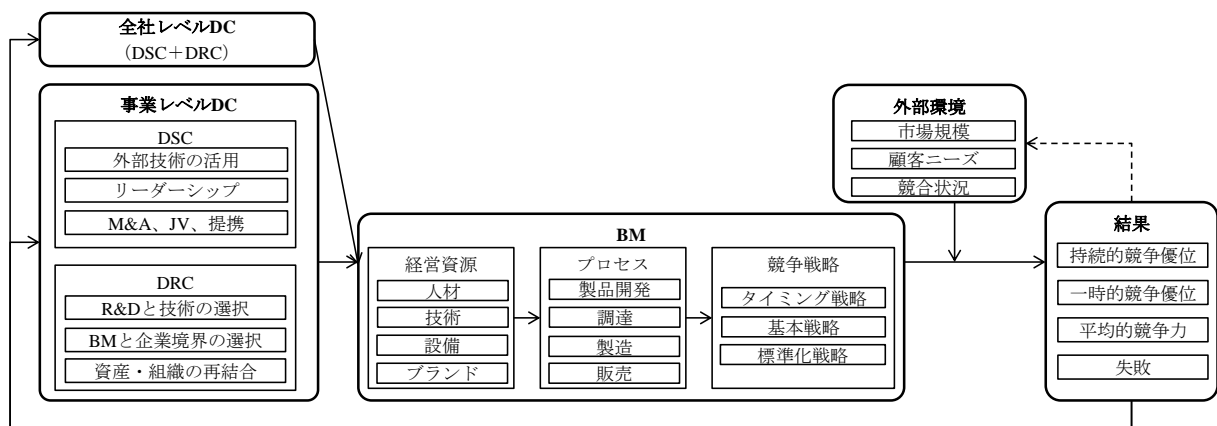 全社レベルDC
（DSC＋DRC）
事業レベルDC
DSC
外部技術の活用
リーダーシップ
M&A、JV、提携
DRC
R&Dと技術の選択
BMと企業境界の選択
資産・組織の再結合
BM
経営資源
人材
技術
設備
ブランド
プロセス
製品開発
調達
製造
販売
競争戦略
タイミング戦略
基本戦略
標準化戦略
外部環境
市場規模
顧客ニーズ
競合状況
結果
持続的競争優位
一時的競争優位
平均的競争力
失敗